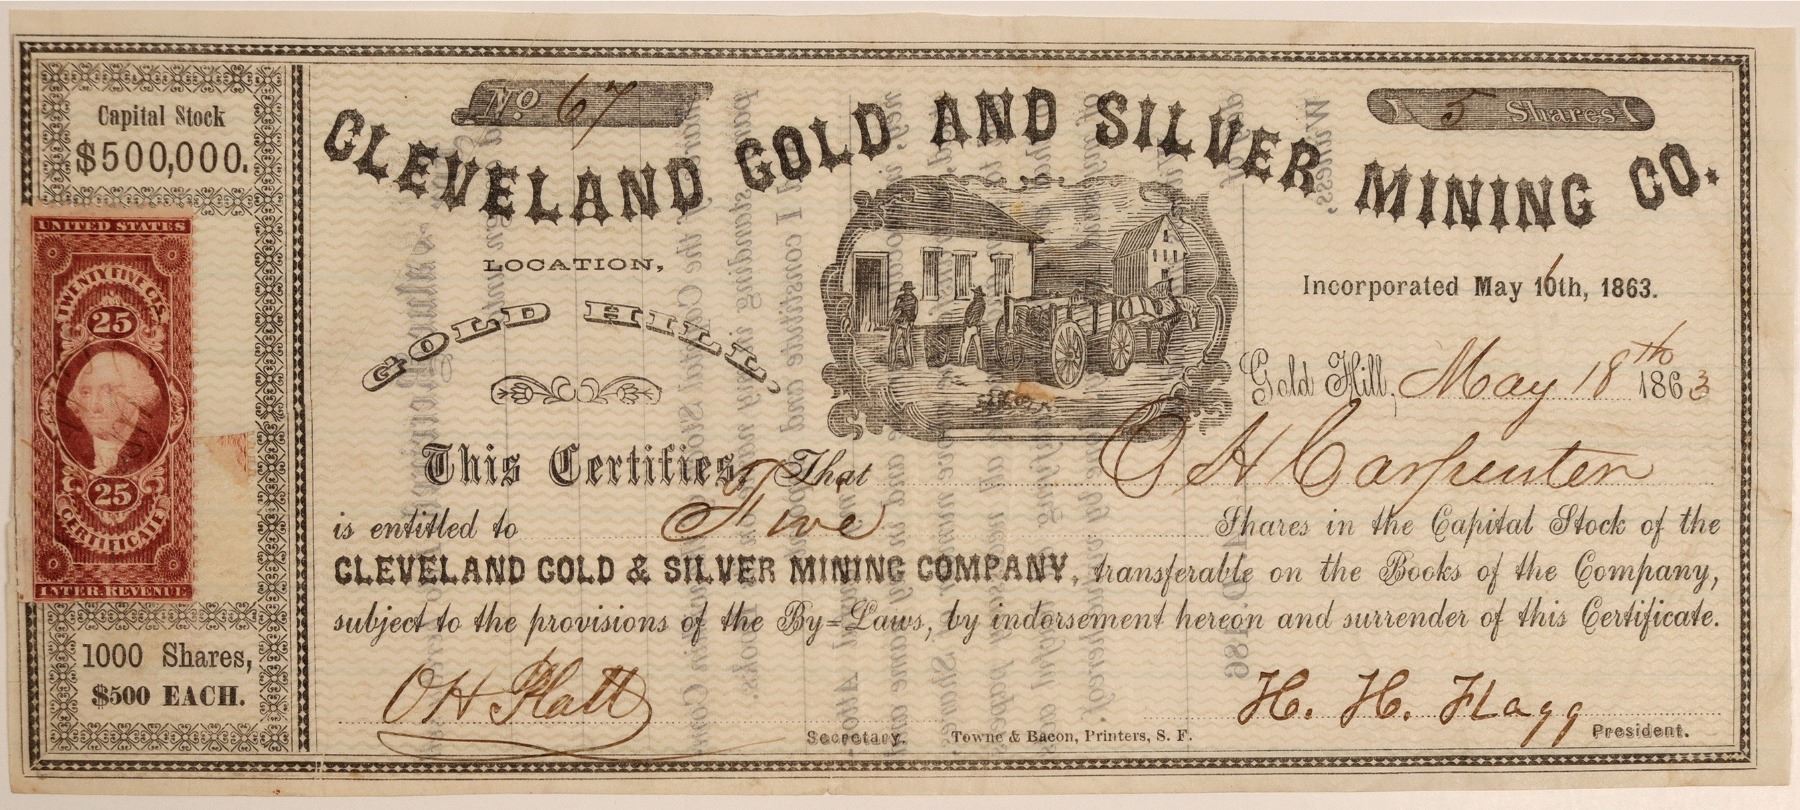 Capital Stock
$500,000.
UNITED STATES
TWENTY FIVE CTS.
25
25
CERTIFICATE
INTER. REVENUE
1000 Shares,
$500 EACH.
No. 67
5 Shares
CLEVELAND GOLD AND SILVER MINING CO.
LOCATION,
GOLD HILL,
Incorporated May 16th, 1863.
Gold Hill, May 18th 1863
This Certifies, That O H Carpenter
is entitled to Five Shares in the Capital Stock of the
CLEVELAND GOLD & SILVER MINING COMPANY, transferable on the Books of the Company,
subject to the provisions of the By=Laws, by indorsement hereon and surrender of this Certificate.
O H Platt Secretary.
Towne & Bacon, Printers, S. F.
H. H. Flagg President.